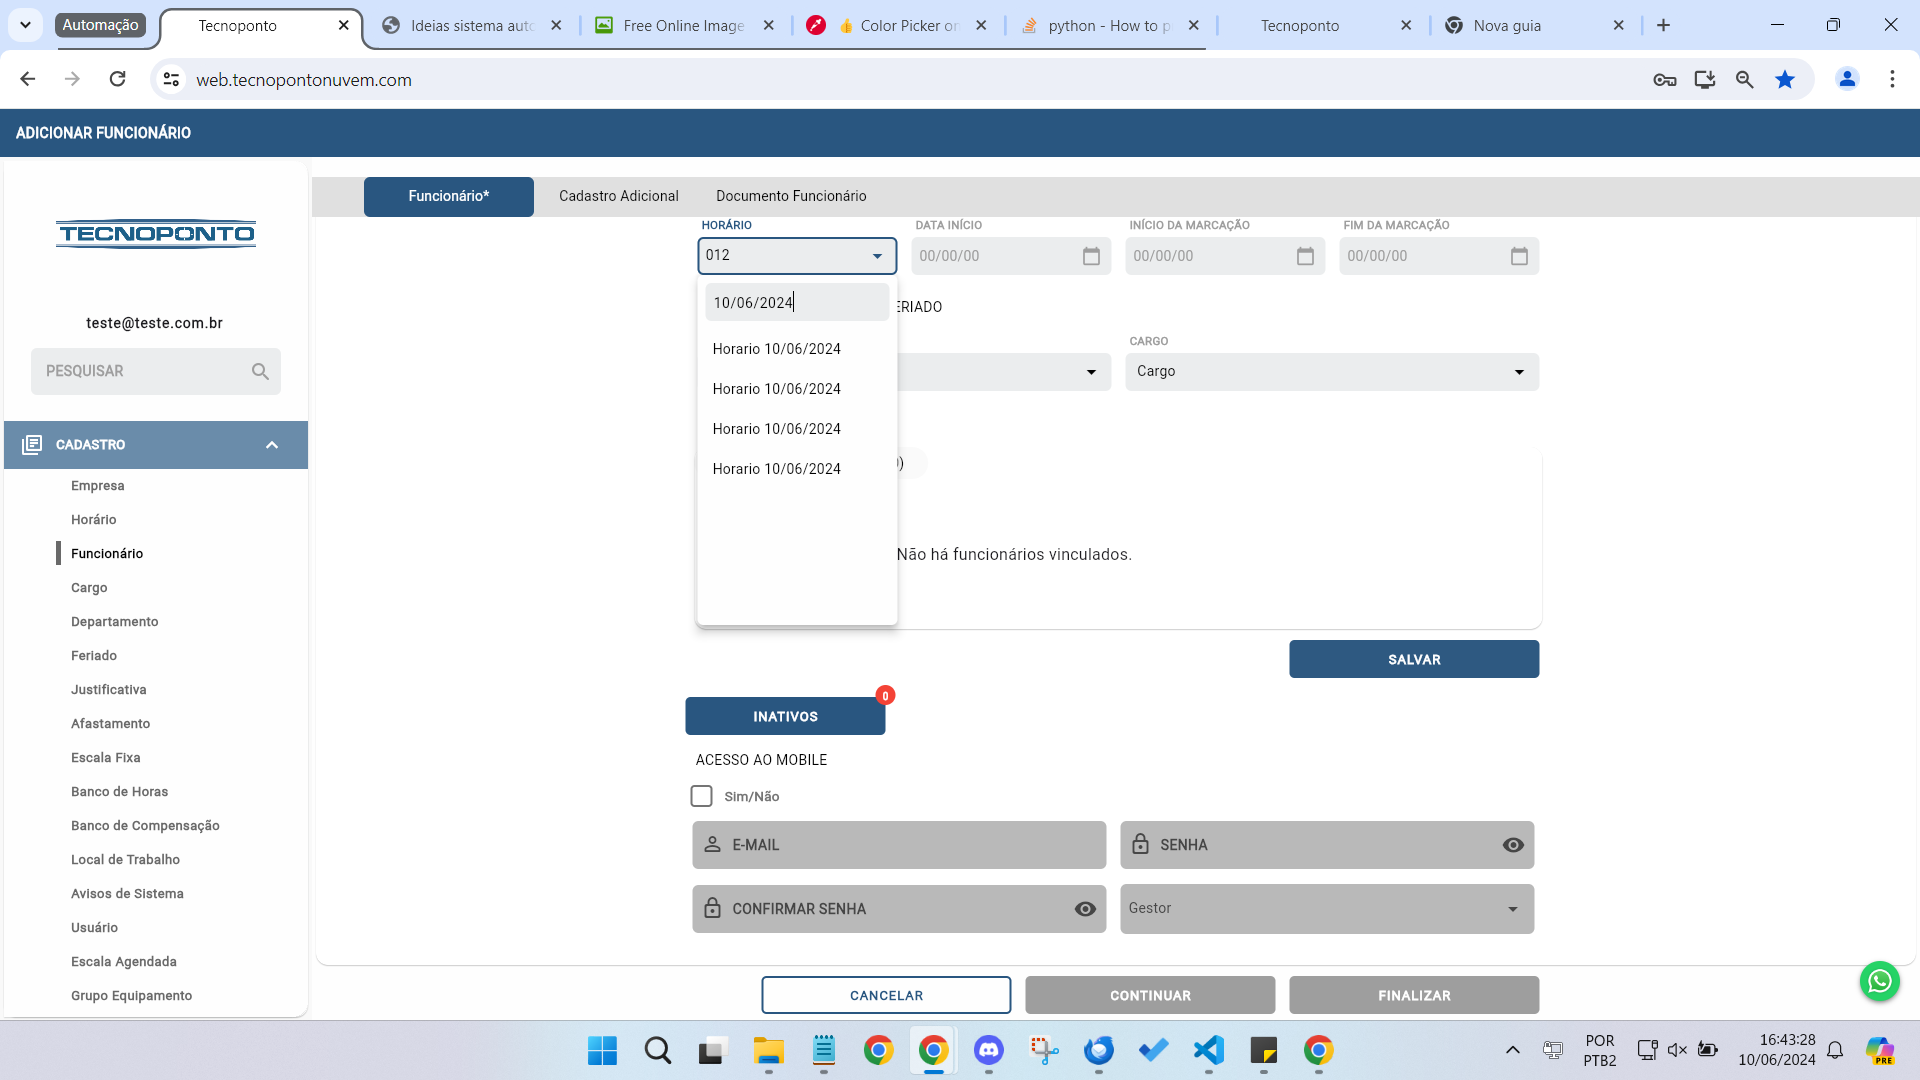 Automação
Tecnoponto
Ideias sistema auto
Free Online Image
Color Picker on
python - How to p
Tecnoponto
Nova guia
web.tecnopontonuvem.com
ADICIONAR FUNCIONÁRIO
TECNOPONTO
teste@teste.com.br
PESQUISAR
CADASTRO
Empresa
Horário
Funcionário
Cargo
Departamento
Feriado
Justificativa
Afastamento
Escala Fixa
Banco de Horas
Banco de Compensação
Local de Trabalho
Avisos de Sistema
Usuário
Escala Agendada
Grupo Equipamento
Funcionário*
Cadastro Adicional
Documento Funcionário
HORÁRIO
DATA INÍCIO
INÍCIO DA MARCAÇÃO
FIM DA MARCAÇÃO
012
00/00/00
00/00/00
00/00/00
10/06/2024
ERIADO
Horario 10/06/2024
Horario 10/06/2024
Horario 10/06/2024
Horario 10/06/2024
CARGO
Cargo
Não há funcionários vinculados.
SALVAR
INATIVOS
0
ACESSO AO MOBILE
Sim/Não
E-MAIL
SENHA
CONFIRMAR SENHA
Gestor
CANCELAR
CONTINUAR
FINALIZAR
POR
PTB2
16:43:28
10/06/2024
PRE